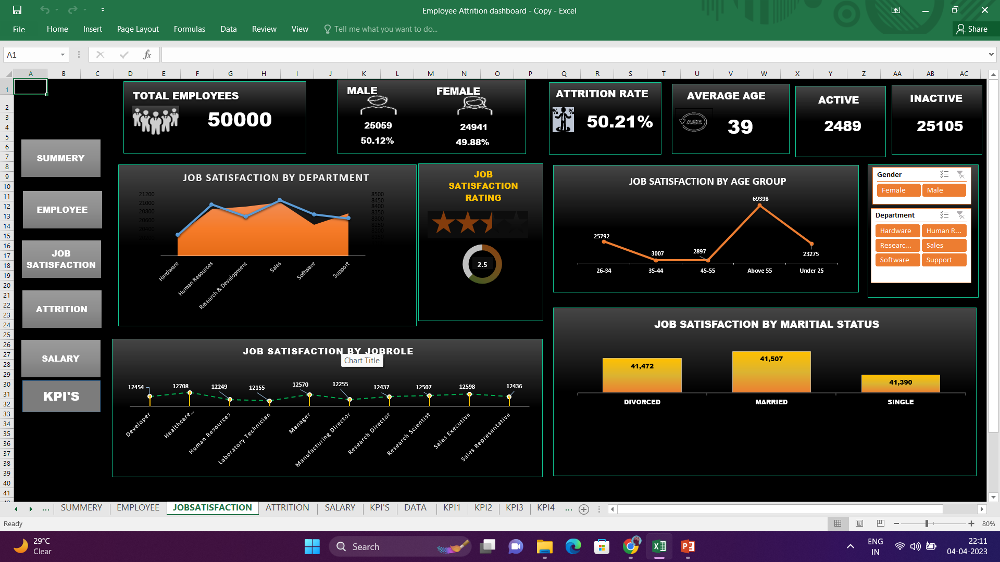 Employee Attrition dashboard - Copy - Excel
File Home Insert Page Layout Formulas Data Review View Tell me what you want to do... Share
A1 fx
A B C D E F G H I J K L M N O P Q R S T U V W X Y Z AA AB AC
1
2
3
4
5
6
7
8
9
10
11
12
13
14
15
16
17
18
19
20
21
22
23
24
25
26
27
28
29
30
31
32
33
34
35
36
37
38
39
40
41
SUMMERY
EMPLOYEE
JOB
SATISFACTION
ATTRITION
SALARY
KPI'S
TOTAL EMPLOYEES
50000
MALE FEMALE
25059 24941
50.12% 49.88%
ATTRITION RATE
% %
50.21%
AVERAGE AGE
AGE
39
ACTIVE
2489
INACTIVE
25105
JOB SATISFACTION BY DEPARTMENT
21200 8500
21000 8450
20800 8400
20600 8350
20400 8300
8250
8200
Hardware Human Resources Research & Development Sales Software Support
JOB
SATISFACTION
RATING
2.5
JOB SATISFACTION BY AGE GROUP
69398
25792
3007 2897
23275
26-34 35-44 45-55 Above 55 Under 25
Gender
Female Male
Department
Hardware Human R...
Researc... Sales
Software Support
JOB SATISFACTION BY JOBROLE
Chart Title
12454 12708 12249 12155 12570 12255 12437 12507 12598 12436
Developer Healthcare... Human Resources Laboratory Technician Manager Manufacturing Director Research Director Research Scientist Sales Executive Sales Representative
JOB SATISFACTION BY MARITIAL STATUS
41,472 41,507 41,390
DIVORCED MARRIED SINGLE
... SUMMERY EMPLOYEE JOBSATISFACTION ATTRITION SALARY KPI'S DATA KPI1 KPI2 KPI3 KPI4 ...
Ready 80%
29°C
Clear
Search
ENG
IN
22:11
04-04-2023